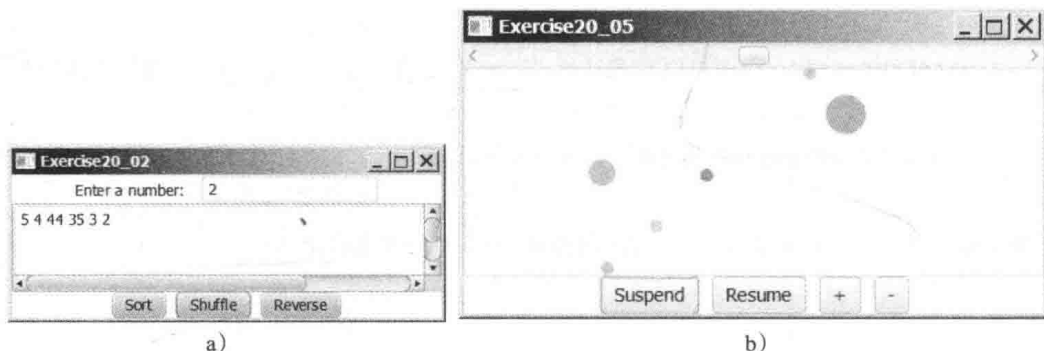 Exercise20_02
Enter a number: 2
5 4 44 35 3 2
Sort Shuffle Reverse
a)
Exercise20_05
Suspend Resume + -
b)